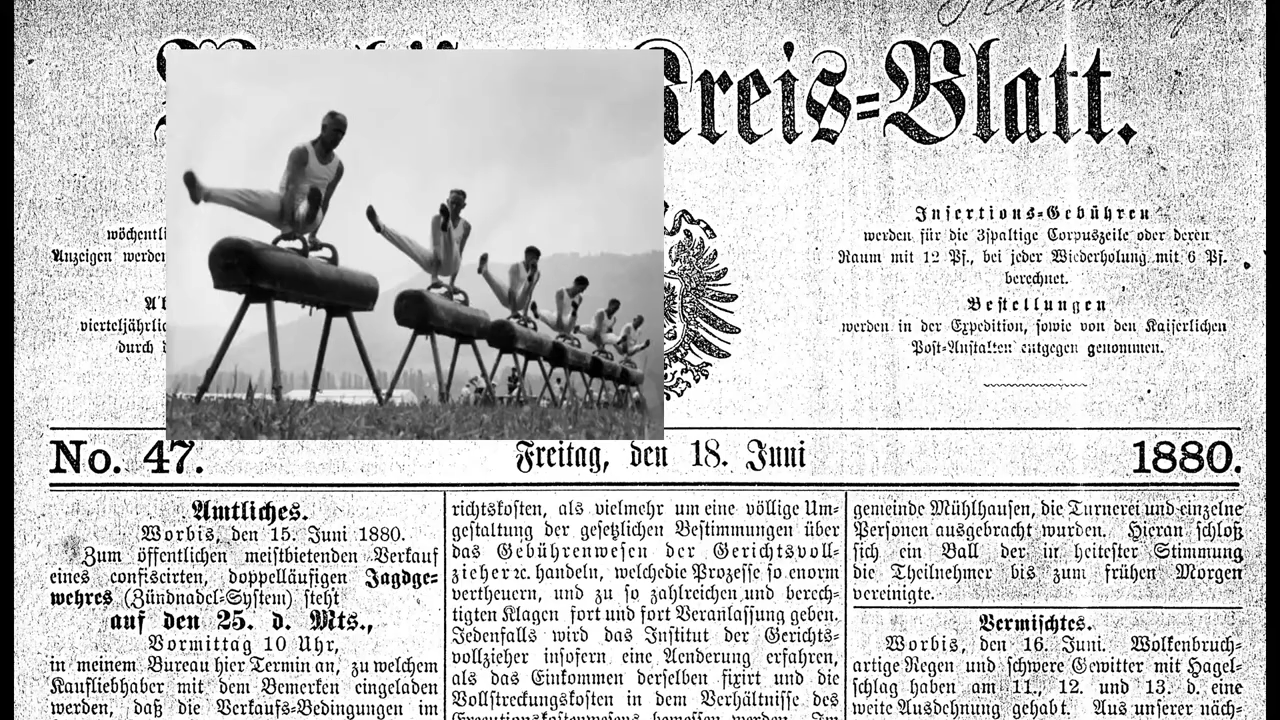 Kreis=Blatt.
wöchentli
Anzeigen werden
vierteljährlic
durch
Insertions=Gebühren
werden für die 3spaltige Corpuszeile oder deren
Raum mit 12 Pf., bei jeder Wiederholung mit 6 Pf.
berechnet.
Bestellungen
werden in der Expedition, sowie von den Kaiserlichen
Post=Anstalten entgegen genommen.
No. 47.
Freitag, den 18. Juni
1880.
Amtliches.
Worbis, den 15. Juni 1880.
Zum öffentlichen meistbietenden Verkauf
eines confiscirten, doppelläufigen Jagdge=
wehres (Zündnadel=System) steht
auf den 25. d. Mts.,
Vormittag 10 Uhr,
in meinem Bureau hier Termin an, zu welchem
Kaufliebhaber mit dem Bemerken eingeladen
werden, daß die Verkaufs=Bedingungen im
richtskosten, als vielmehr um eine völlige Um=
gestaltung der gesetzlichen Bestimmungen über
das Gebührenwesen der Gerichtsvoll=
zieher ꝛc. handeln, welche die Prozesse so enorm
vertheuern, und zu so zahlreichen und berech=
tigten Klagen fort und fort Veranlassung geben.
Jedenfalls wird das Institut der Gerichts=
vollzieher insofern eine Aenderung erfahren,
als das Einkommen derselben fixirt und die
Vollstreckungskosten in dem Verhältnisse des
Executionskostenwesens bemessen werden. Im
gemeinde Mühlhausen, die Turnerei und einzelne
Personen ausgebracht wurden. Hieran schloß
sich ein Ball der in heitester Stimmung
die Theilnehmer bis zum frühen Morgen
vereinigte.
Vermischtes.
Worbis, den 16. Juni. Wolkenbruch=
artige Regen und schwere Gewitter mit Hagel=
schlag haben am 11., 12. und 13. d. eine
weite Ausdehnung gehabt. Aus unserer näch=